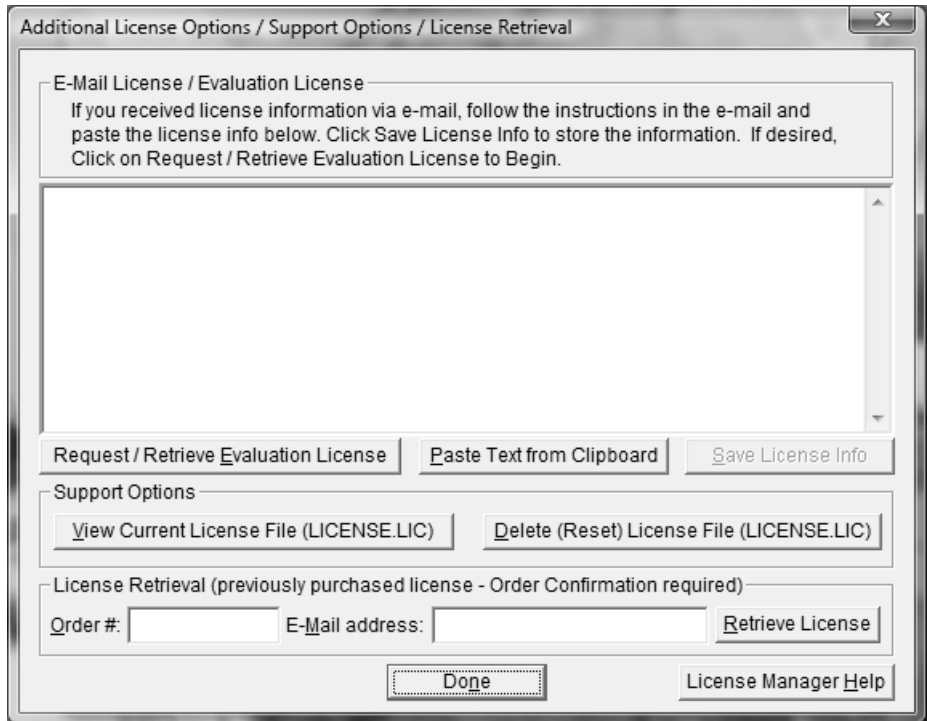 Additional License Options / Support Options / License Retrieval
X
E-Mail License / Evaluation License
If you received license information via e-mail, follow the instructions in the e-mail and
paste the license info below. Click Save License Info to store the information. If desired,
Click on Request / Retrieve Evaluation License to Begin.
Request / Retrieve Evaluation License
Paste Text from Clipboard
Save License Info
Support Options
View Current License File (LICENSE.LIC)
Delete (Reset) License File (LICENSE.LIC)
License Retrieval (previously purchased license - Order Confirmation required)
Order #:
E-Mail address:
Retrieve License
Done
License Manager Help